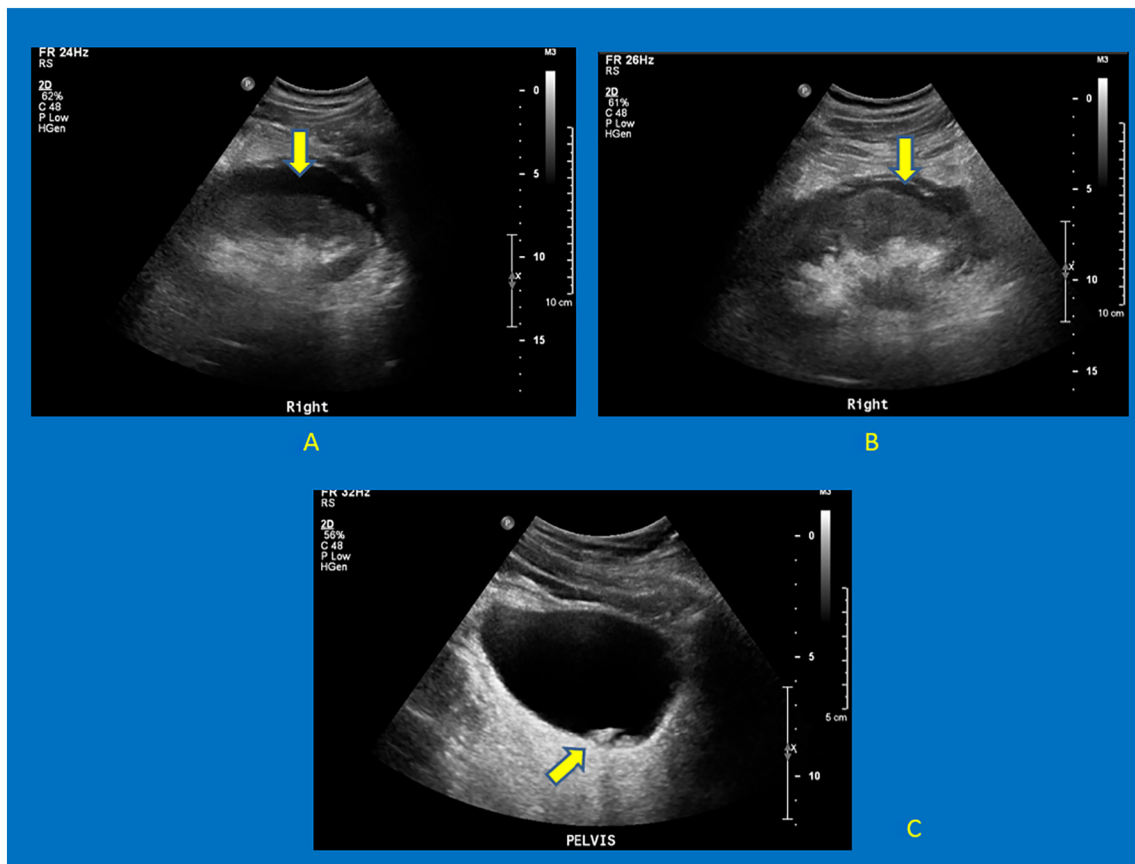 FR 24Hz
RS
2D
62%
C 48
P Low
HGen
P
M3
0
5
10
15
x
10 cm
Right
A
FR 26Hz
RS
2D
61%
C 48
P Low
HGen
P
M3
0
5
10
15
x
10 cm
Right
B
FR 32Hz
RS
2D
56%
C 48
P Low
HGen
P
M3
0
5
10
x
5 cm
PELVIS
C